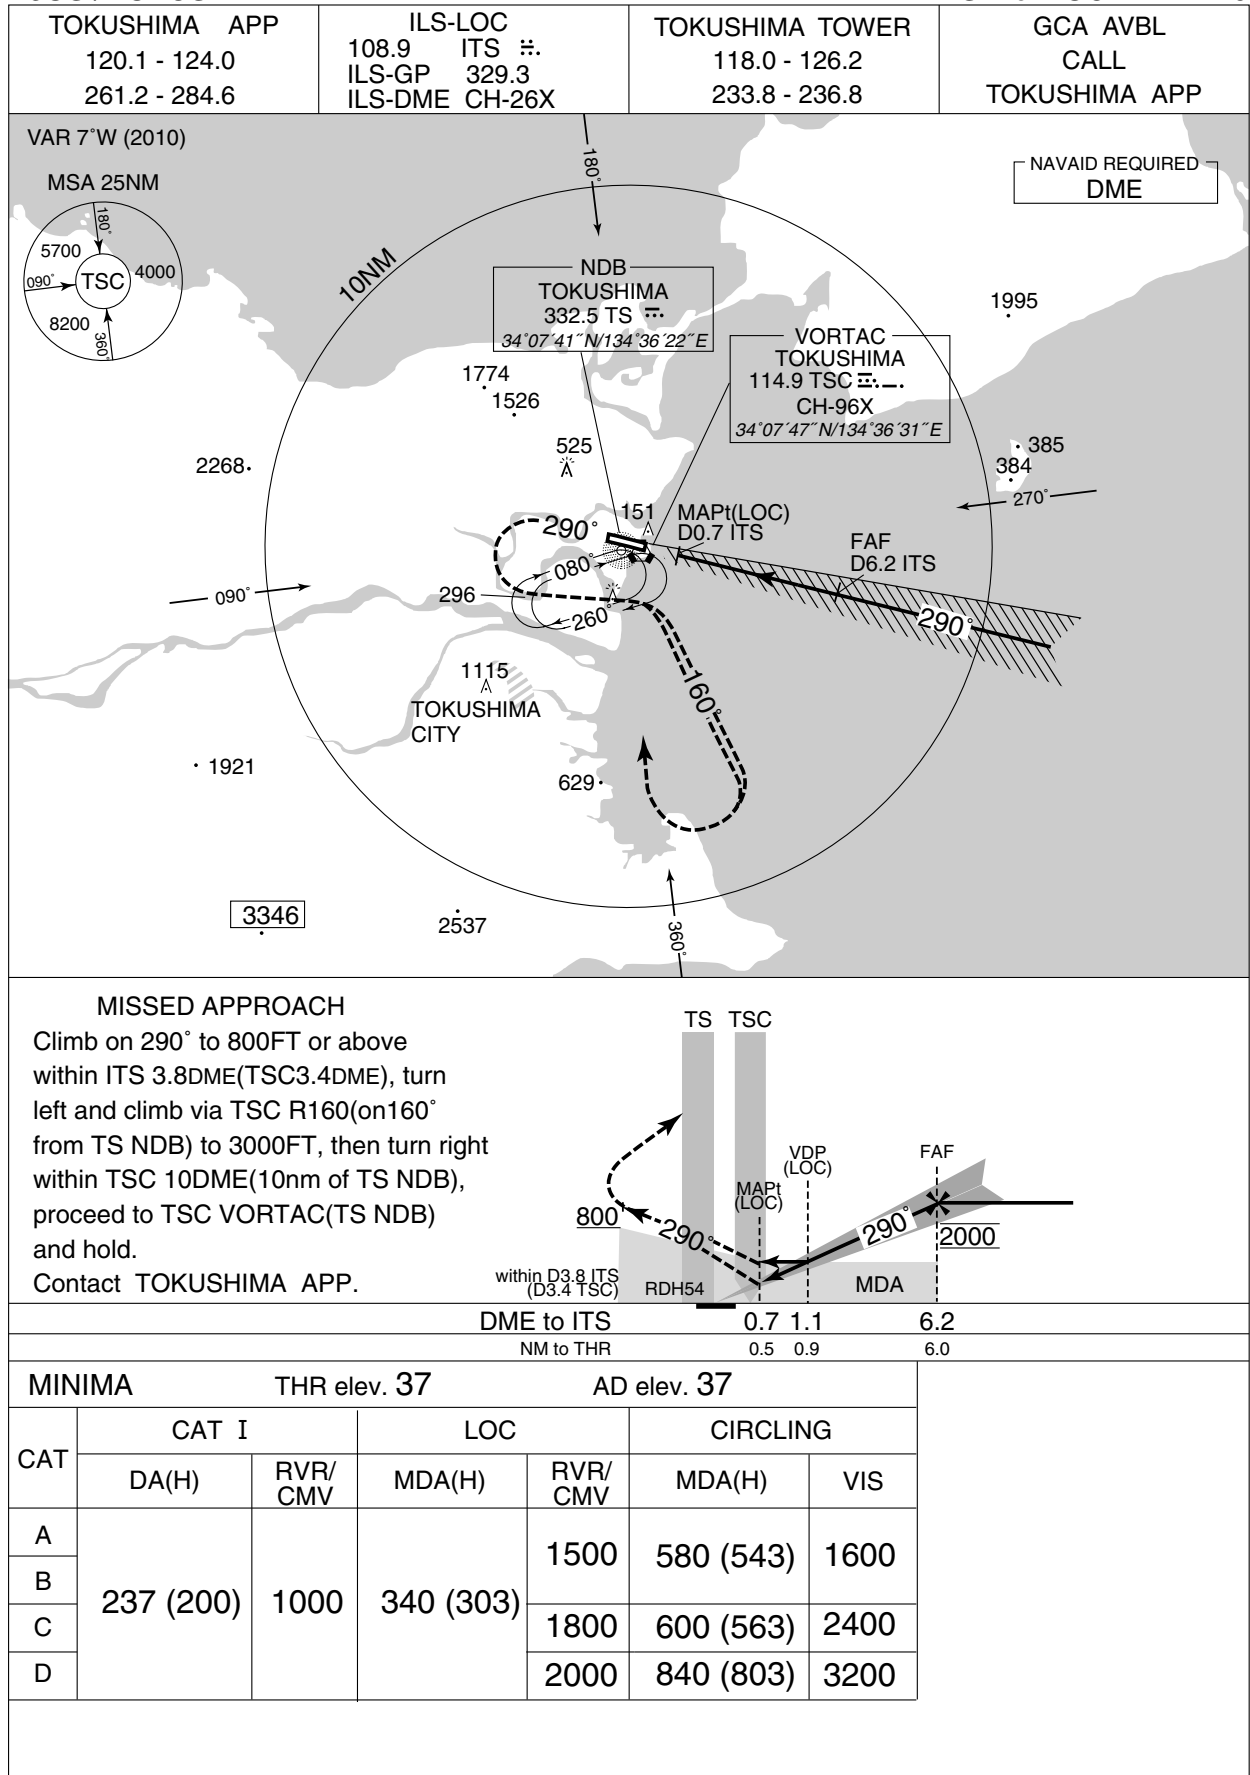 TOKUSHIMA APP
120.1 - 124.0
261.2 - 284.6
ILS-LOC
108.9 ITS
ILS-GP 329.3
ILS-DME CH-26X
TOKUSHIMA TOWER
118.0 - 126.2
233.8 - 236.8
GCA AVBL
CALL
TOKUSHIMA APP
VAR 7°W (2010)
MSA 25NM
180°
5700
4000
090°
TSC
8200
360°
180°
NAVAID REQUIRED
DME
10NM
NDB
TOKUSHIMA
332.5 TS
34°07´41˝N/134°36´22˝E
VORTAC
TOKUSHIMA
114.9 TSC
CH-96X
34°07´47˝N/134°36´31˝E
1995
1774
1526
525
2268
385
384
270°
151
MAPt(LOC)
D0.7 ITS
FAF
D6.2 ITS
290°
080°
090°
296
260°
290°
1115
160°
TOKUSHIMA
CITY
1921
629
3346
2537
360°
MISSED APPROACH
Climb on 290° to 800FT or above
within ITS 3.8DME(TSC3.4DME), turn
left and climb via TSC R160(on160°
from TS NDB) to 3000FT, then turn right
within TSC 10DME(10nm of TS NDB),
proceed to TSC VORTAC(TS NDB)
and hold.
Contact TOKUSHIMA APP.
TS TSC
VDP
(LOC)
FAF
MAPt
(LOC)
800
290°
290°
2000
within D3.8 ITS
(D3.4 TSC)
RDH54
MDA
DME to ITS 0.7 1.1 6.2
NM to THR 0.5 0.9 6.0
MINIMA THR elev. 37 AD elev. 37
CAT
CAT I LOC CIRCLING
DA(H) RVR/CMV MDA(H) RVR/CMV MDA(H) VIS
A
B
C
D
237 (200) 1000 340 (303)
1500 580 (543) 1600
1800 600 (563) 2400
2000 840 (803) 3200